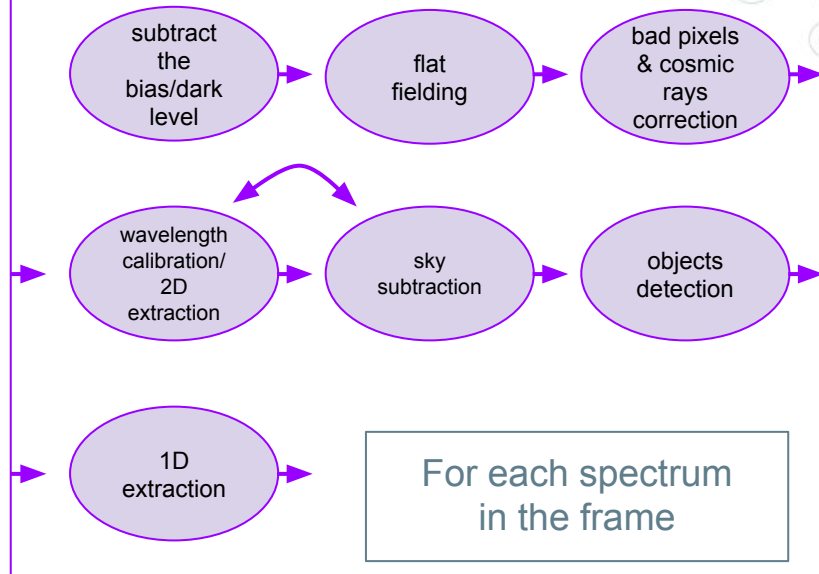 subtract
the
bias/dark
level
flat
fielding
bad pixels
& cosmic
rays
correction
wavelength
calibration/
2D
extraction
sky
subtraction
objects
detection
1D
extraction
For each spectrum
in the frame